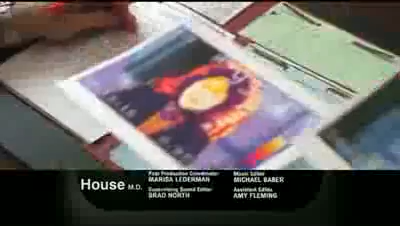 House M.D.
Post Production Coordinator
MARISA LEDERMAN
Supervising Sound Editor
BRAD NORTH
Music Editor
MICHAEL BABER
Assistant Editor
AMY FLEMING